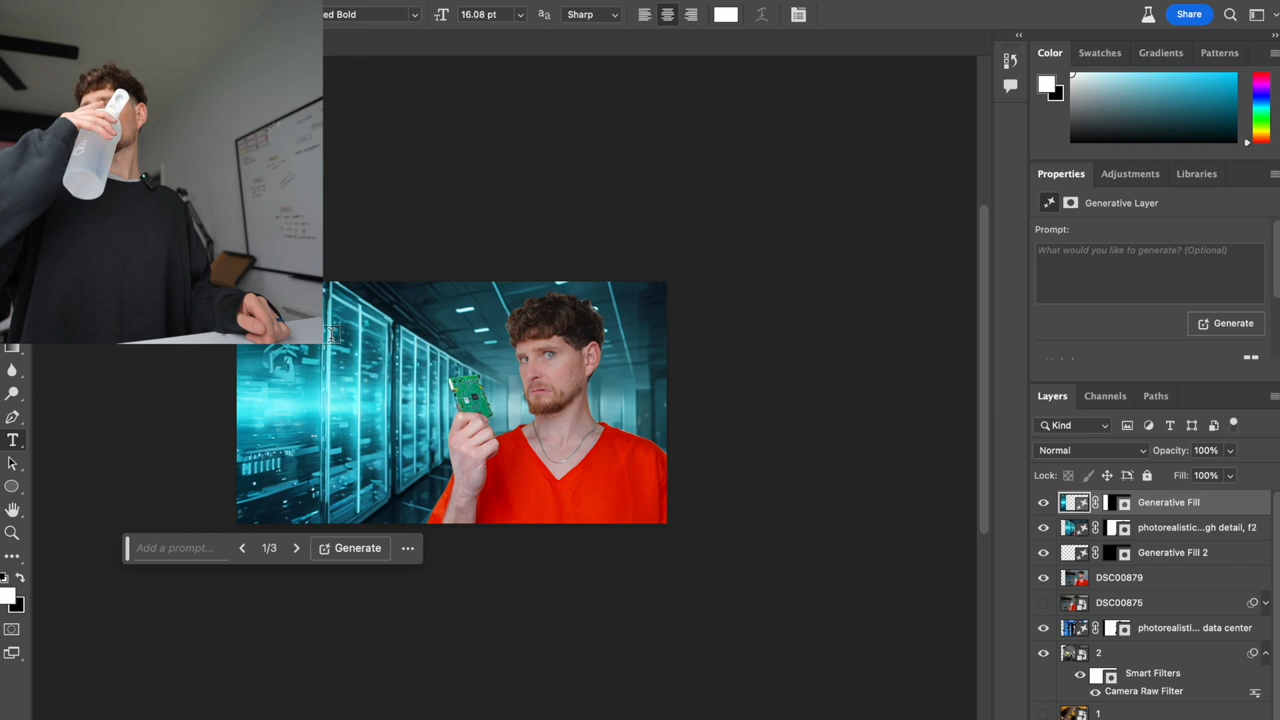 ed Bold
16.08 pt
Sharp
Share
Color
Swatches
Gradients
Patterns
Properties
Adjustments
Libraries
Generative Layer
Prompt:
What would you like to generate? (Optional)
Generate
Layers
Channels
Paths
Kind
Normal
Opacity: 100%
Lock:
Fill: 100%
Generative Fill
photorealistic...gh detail, f2
Generative Fill 2
DSC00879
DSC00875
photorealisti... data center
2
Smart Filters
Camera Raw Filter
1
Add a prompt...
1/3
Generate